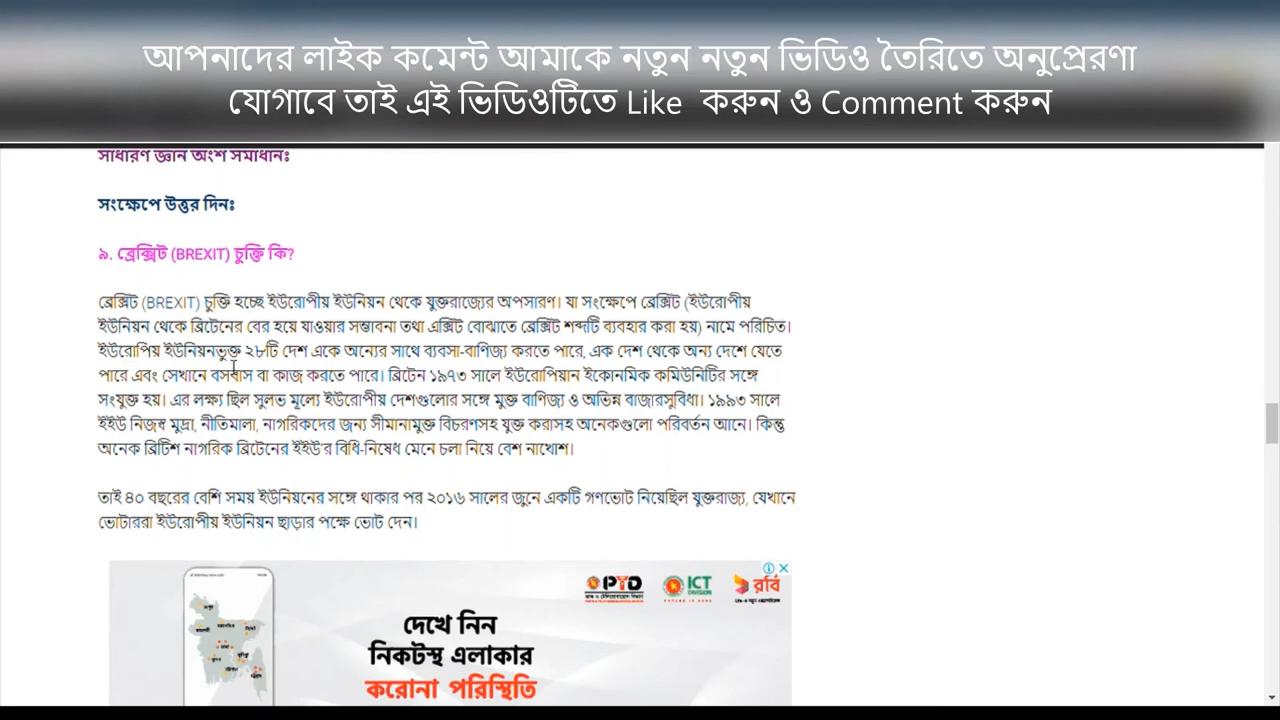 আপনাদের লাইক কমেন্ট আমাকে নতুন নতুন ভিডিও তৈরিতে অনুপ্রেরণা
যোগাবে তাই এই ভিডিওটিতে Like করুন ও Comment করুন
সাধারণ জ্ঞান অংশ সমাধানঃ
সংক্ষেপে উত্তর দিনঃ
৯. ব্রেক্সিট (BREXIT) চুক্তি কি?
ব্রেক্সিট (BREXIT) চুক্তি হচ্ছে ইউরোপীয় ইউনিয়ন থেকে যুক্তরাজ্যের অপসারণ। যা সংক্ষেপে ব্রেক্সিট (ইউরোপীয়
ইউনিয়ন থেকে ব্রিটেনের বের হয়ে যাওয়ার সম্ভাবনা তথা এক্সিট বোঝাতে ব্রেক্সিট শব্দটি ব্যবহার করা হয়) নামে পরিচিত।
ইউরোপিয় ইউনিয়নভুক্ত ২৮টি দেশ একে অন্যের সাথে ব্যবসা-বাণিজ্য করতে পারে, এক দেশ থেকে অন্য দেশে যেতে
পারে এবং সেখানে বসবাস বা কাজ করতে পারে। ব্রিটেন ১৯৭৩ সালে ইউরোপিয়ান ইকোনমিক কমিউনিটির সঙ্গে
সংযুক্ত হয়। এর লক্ষ্য ছিল সুলভ মূল্যে ইউরোপীয় দেশগুলোর সঙ্গে মুক্ত বাণিজ্য ও অভিন্ন বাজারসুবিধা। ১৯৯৩ সালে
ইইউ নিজস্ব মুদ্রা, নীতিমালা, নাগরিকদের জন্য সীমানামুক্ত বিচরণসহ যুক্ত করাসহ অনেকগুলো পরিবর্তন আনে। কিন্তু
অনেক ব্রিটিশ নাগরিক ব্রিটেনের ইইউ'র বিধি-নিষেধ মেনে চলা নিয়ে বেশ নাখোশ।
তাই ৪০ বছরের বেশি সময় ইউনিয়নের সঙ্গে থাকার পর ২০১৬ সালের জুনে একটি গণভোট নিয়েছিল যুক্তরাজ্য, যেখানে
ভোটাররা ইউরোপীয় ইউনিয়ন ছাড়ার পক্ষে ভোট দেন।
PTD ICT DIVISION রবি
দেখে নিন
নিকটস্থ এলাকার
করোনা পরিস্থিতি